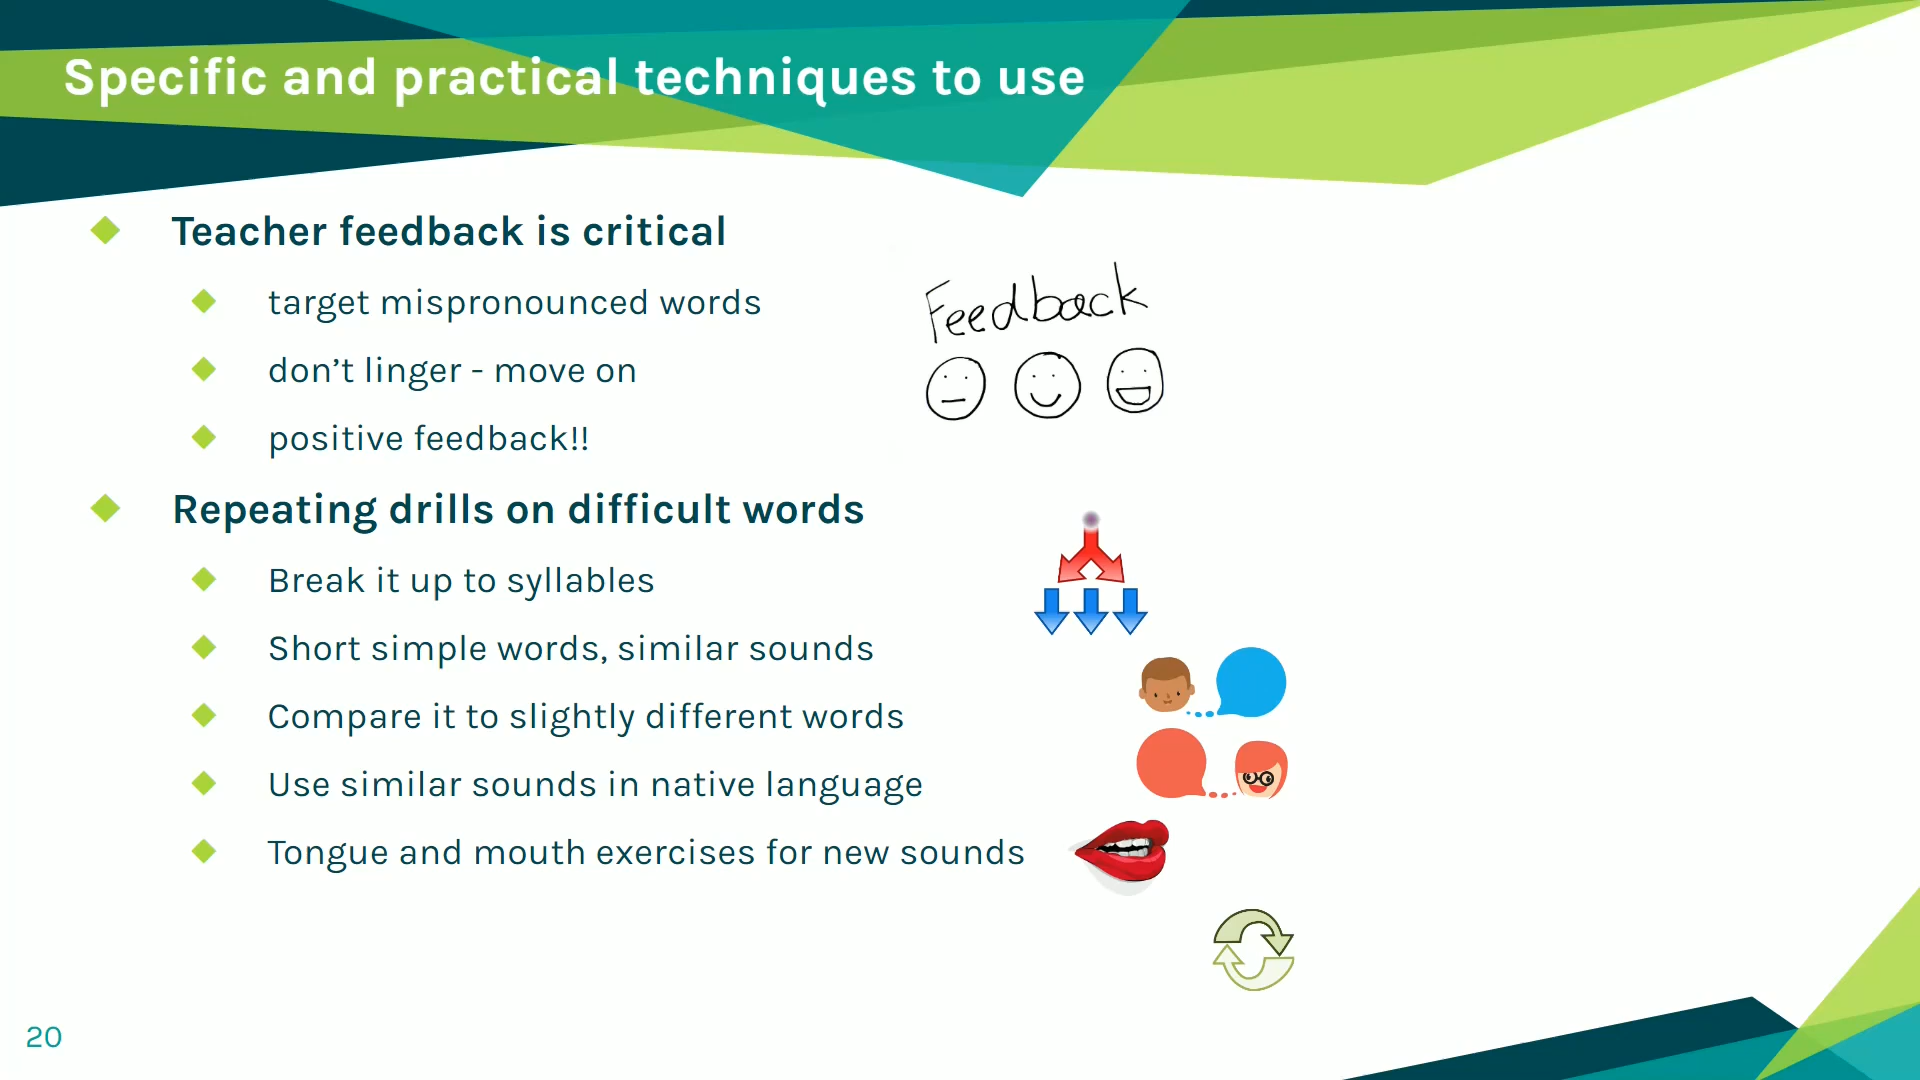 Specific and practical techniques to use
Teacher feedback is critical
target mispronounced words
don’t linger - move on
positive feedback!!
Feedback
Repeating drills on difficult words
Break it up to syllables
Short simple words, similar sounds
Compare it to slightly different words
Use similar sounds in native language
Tongue and mouth exercises for new sounds
20